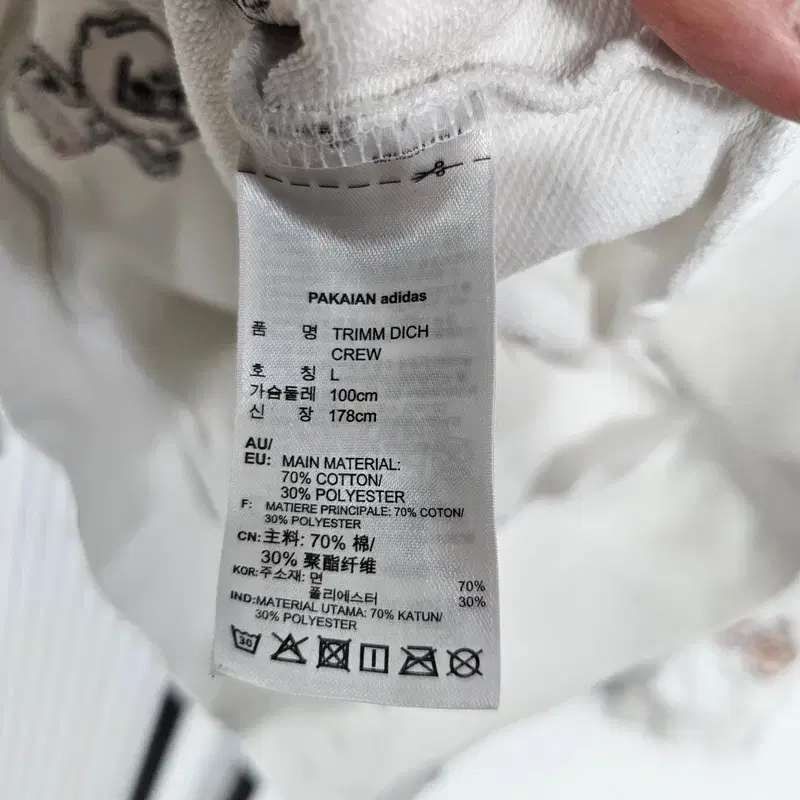 PAKAIAN adidas
품 명 TRIMM DICH
CREW
호 칭 L
가슴둘레 100cm
신 장 178cm
AU/
EU: MAIN MATERIAL:
70% COTTON/
30% POLYESTER
F: MATIERE PRINCIPALE: 70% COTON/
30% POLYESTER
CN: 主料: 70% 棉/
30% 聚酯纤维
KOR: 주소재: 면 70%
폴리에스터 30%
IND: MATERIAL UTAMA: 70% KATUN/
30% POLYESTER
30